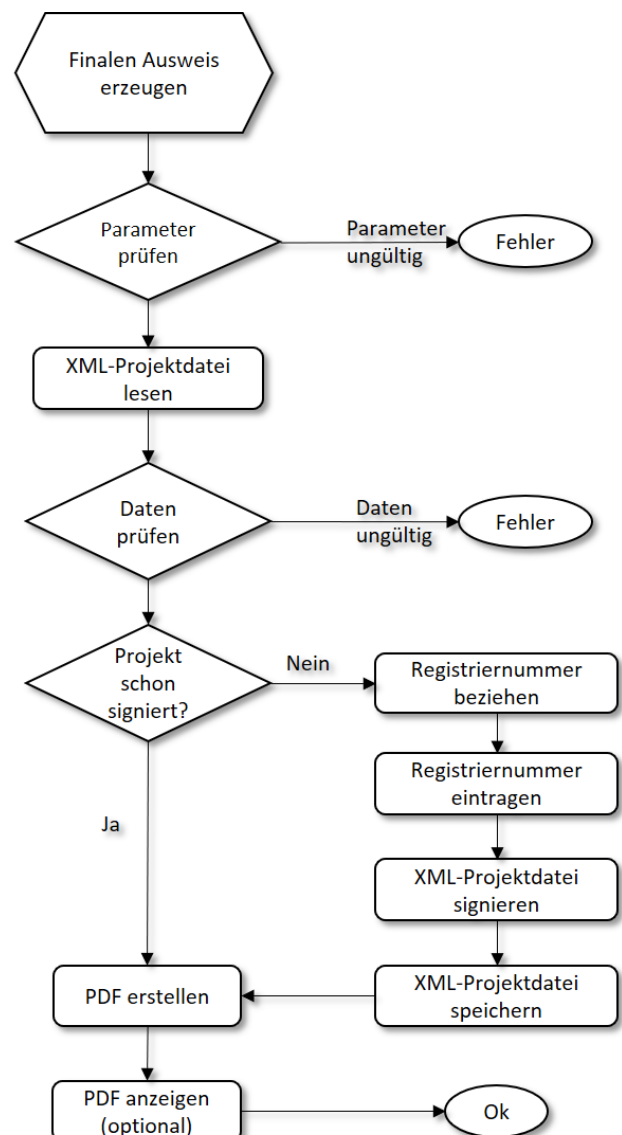 Finalen Ausweis
erzeugen
Parameter
prüfen
Parameter
ungültig
Fehler
XML-Projektdatei
lesen
Daten
prüfen
Daten
ungültig
Fehler
Projekt
schon
signiert?
Nein
Registriernummer
beziehen
Registriernummer
eintragen
Ja
XML-Projektdatei
signieren
PDF erstellen
XML-Projektdatei
speichern
PDF anzeigen
(optional)
Ok